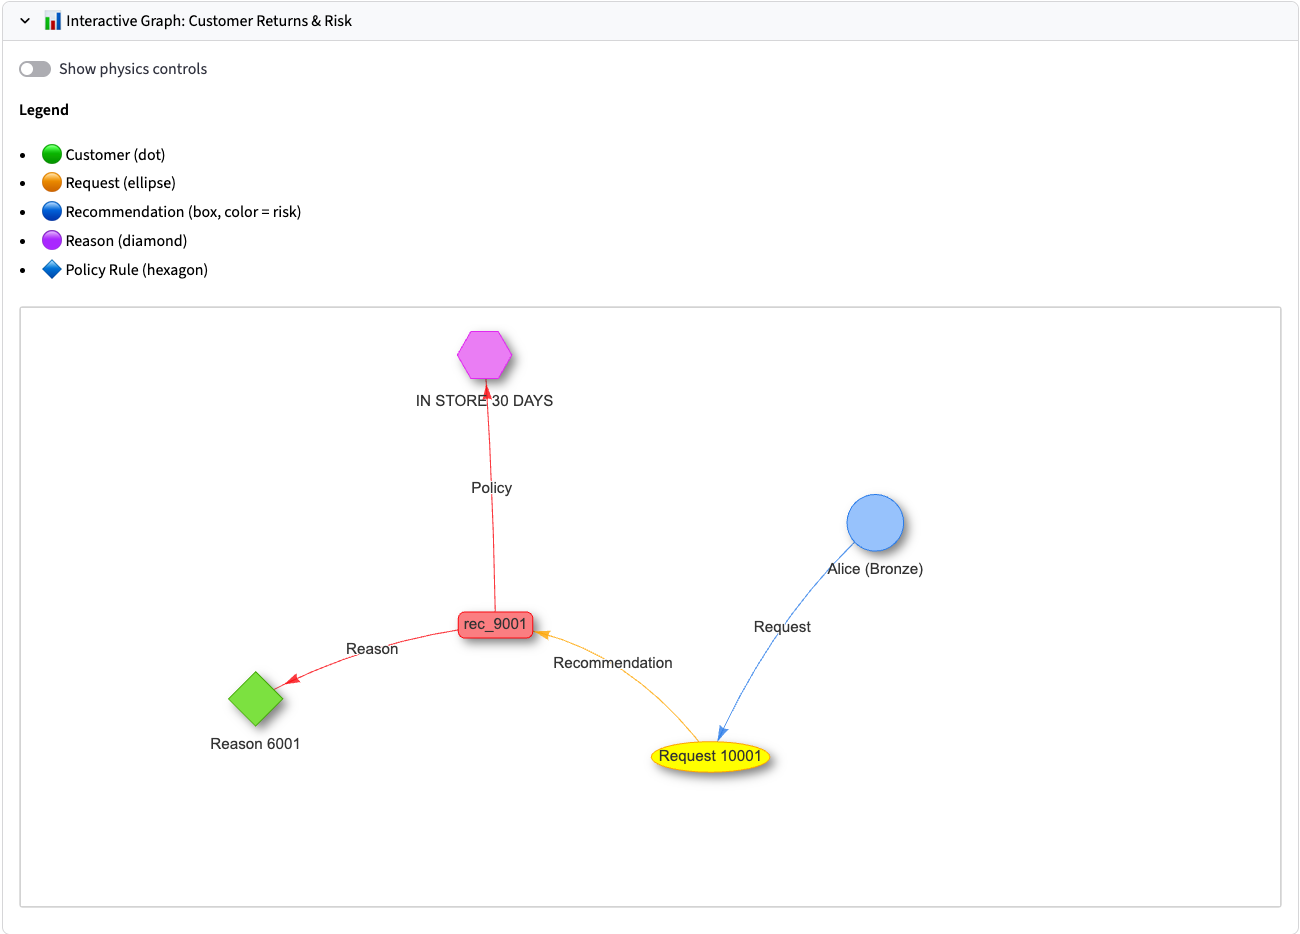 Interactive Graph: Customer Returns & Risk
Show physics controls
Legend
Customer (dot)
Request (ellipse)
Recommendation (box, color = risk)
Reason (diamond)
Policy Rule (hexagon)
IN STORE 30 DAYS
Policy
Alice (Bronze)
rec_9001
Request
Reason
Recommendation
Reason 6001
Request 10001